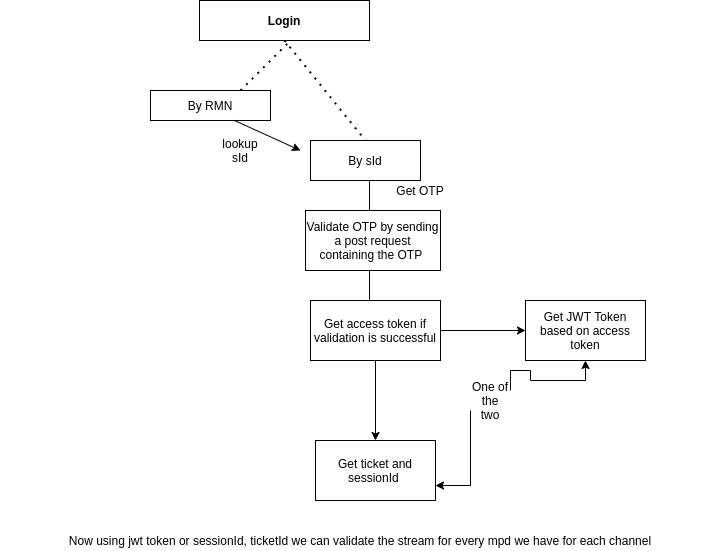 Login
By RMN
lookup
sId
By sId
Get OTP
Validate OTP by sending
a post request
containing the OTP
Get access token if
validation is successful
Get JWT Token
based on access
token
One of
the
two
Get ticket and
sessionId
Now using jwt token or sessionId, ticketId we can validate the stream for every mpd we have for each channel